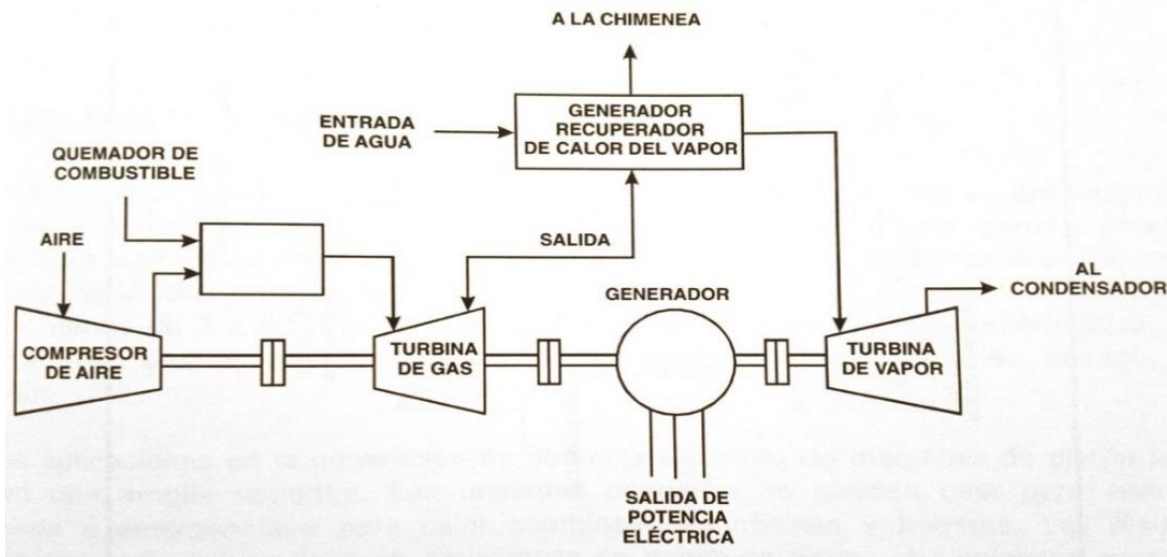 A LA CHIMENEA
GENERADOR
RECUPERADOR
DE CALOR DEL VAPOR
ENTRADA
DE AGUA
QUEMADOR DE
COMBUSTIBLE
AIRE
SALIDA
GENERADOR
AL
CONDENSADOR
COMPRESOR
DE AIRE
TURBINA
DE GAS
TURBINA
DE VAPOR
SALIDA DE
POTENCIA
ELÉCTRICA